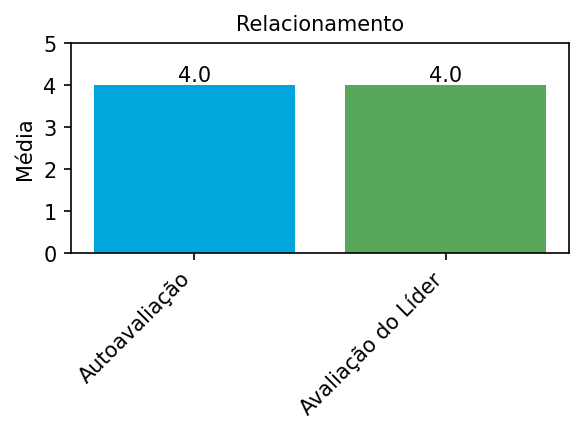 Relacionamento
5
4
3
2
1
0
Média
4.0
4.0
Autoavaliação
Avaliação do Líder